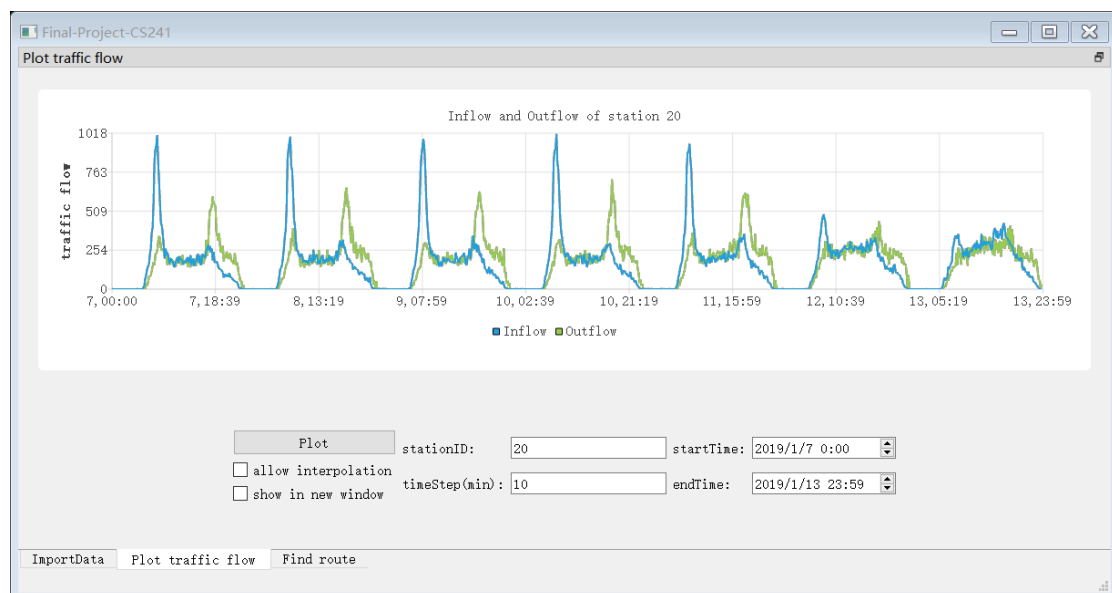 Final-Project-CS241
Plot traffic flow
Inflow and Outflow of station 20
traffic flow
1018
763
509
254
0
7,00:00 7,18:39 8,13:19 9,07:59 10,02:39 10,21:19 11,15:59 12,10:39 13,05:19 13,23:59
Inflow Outflow
Plot stationID: 20 startTime: 2019/1/7 0:00
allow interpolation
timeStep(min): 10 endTime: 2019/1/13 23:59
show in new window
ImportData Plot traffic flow Find route